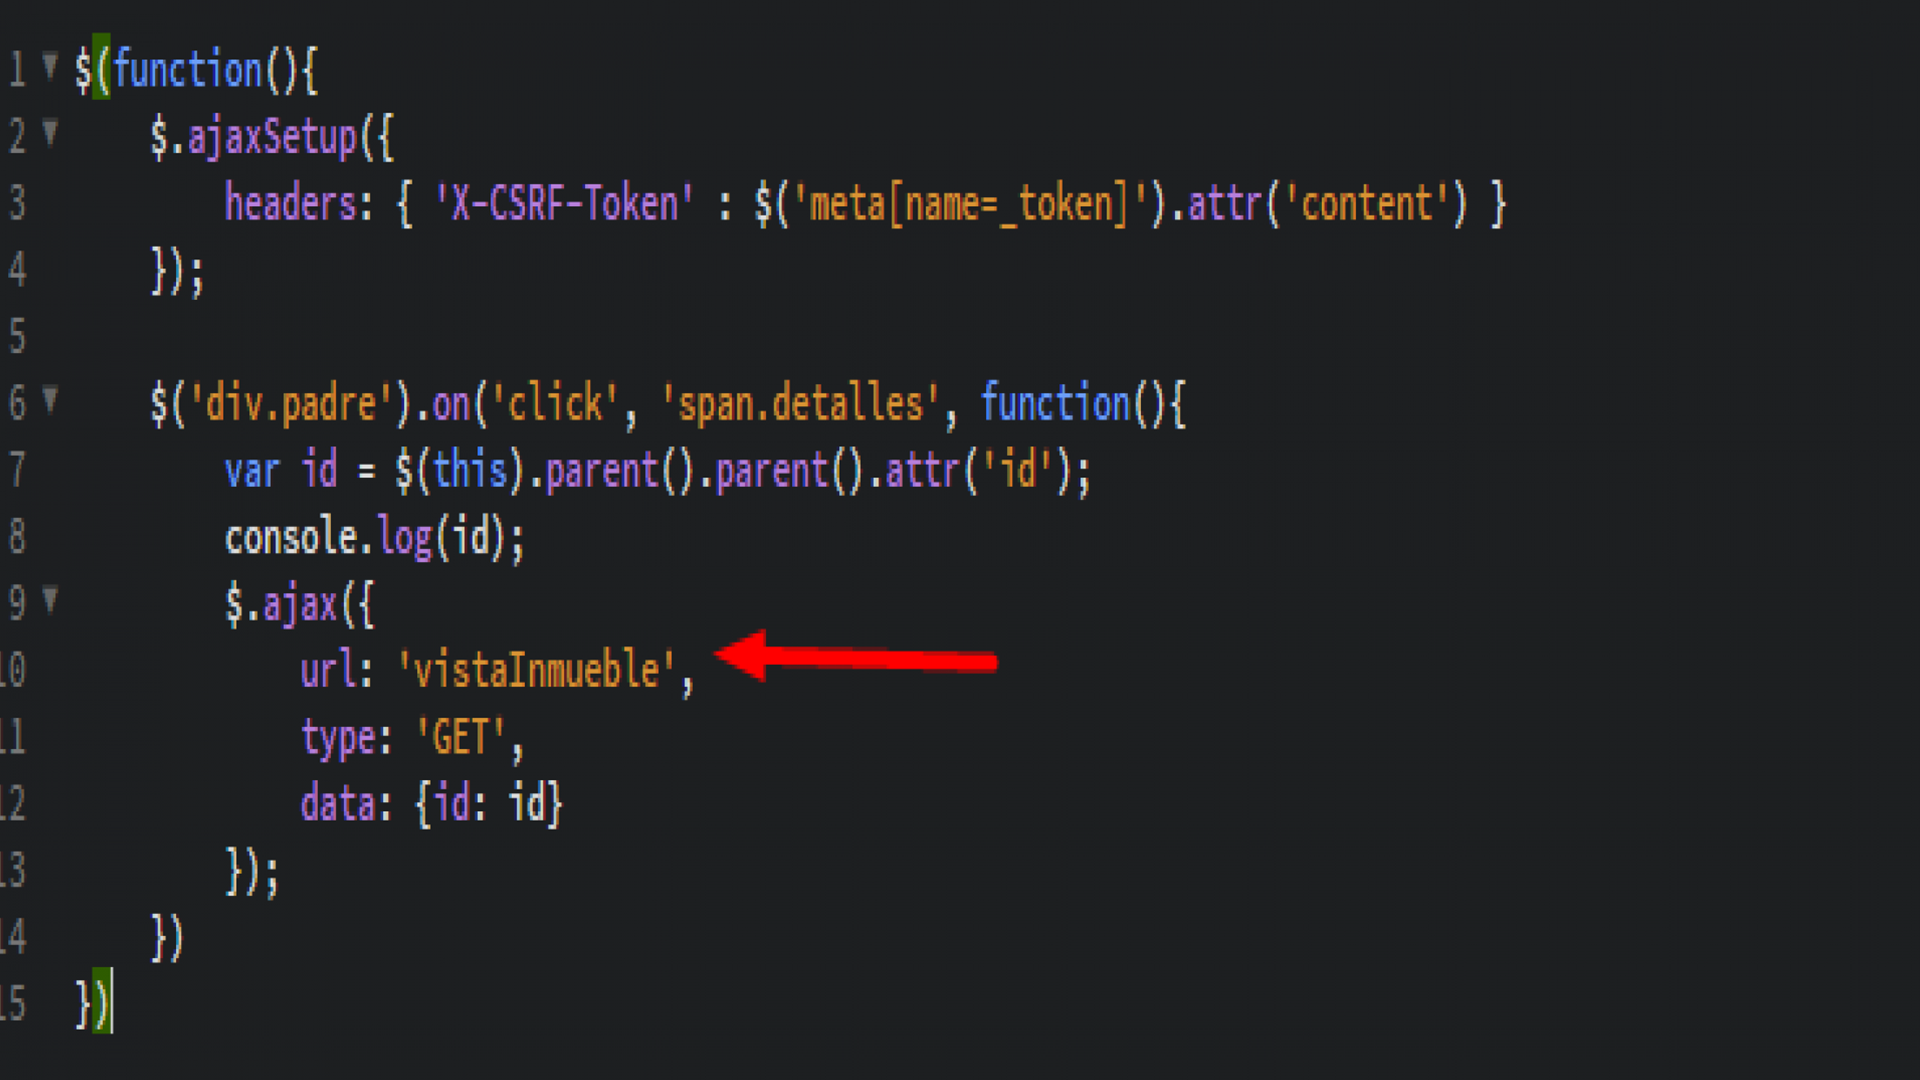 1 $(function(){
2 $.ajaxSetup({
3 headers: { 'X-CSRF-Token' : $('meta[name=_token]').attr('content') }
4 });
5
6 $('div.padre').on('click', 'span.detalles', function(){
7 var id = $(this).parent().parent().attr('id');
8 console.log(id);
9 $.ajax({
10 url: 'vistaInmueble',
11 type: 'GET',
12 data: {id: id}
13 });
14 })
15 })